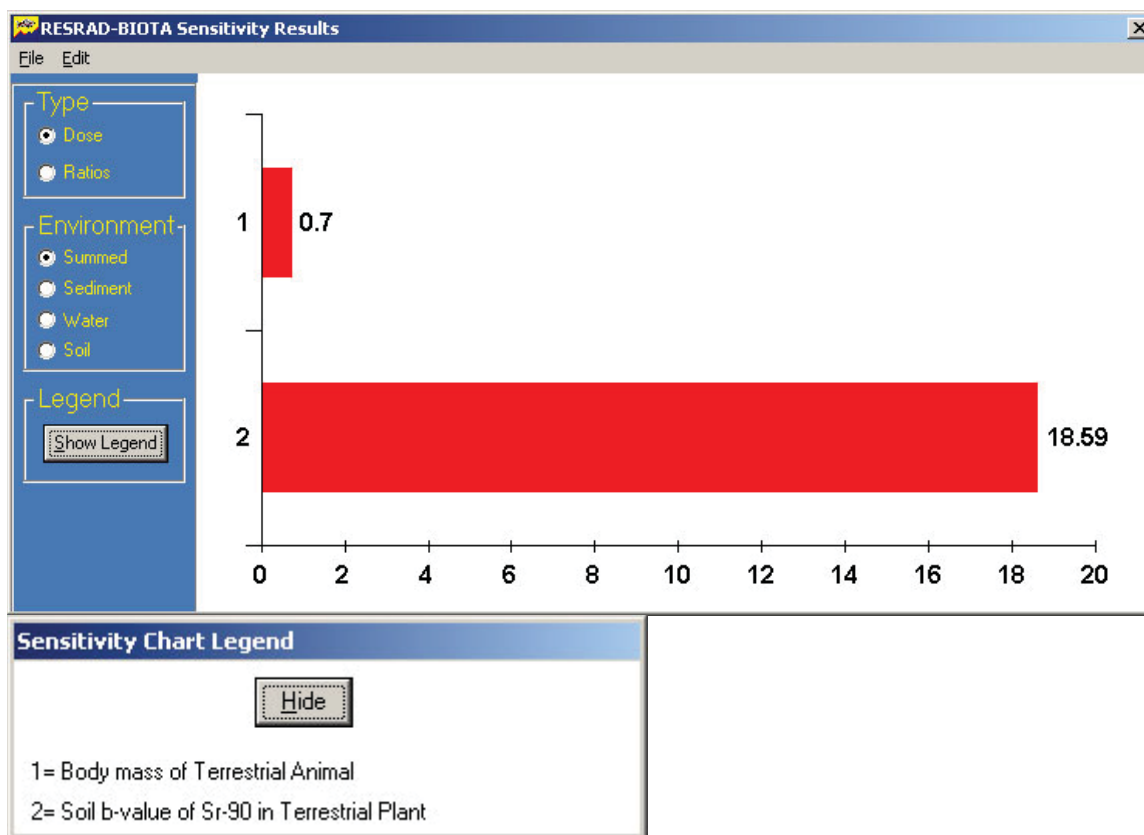 RESRAD-BIOTA Sensitivity Results
File Edit
Type
Dose
Ratios
Environment
Summed
Sediment
Water
Soil
Legend
Show Legend
1 0.7
2 18.59
0 2 4 6 8 10 12 14 16 18 20
Sensitivity Chart Legend
Hide
1= Body mass of Terrestrial Animal
2= Soil b-value of Sr-90 in Terrestrial Plant